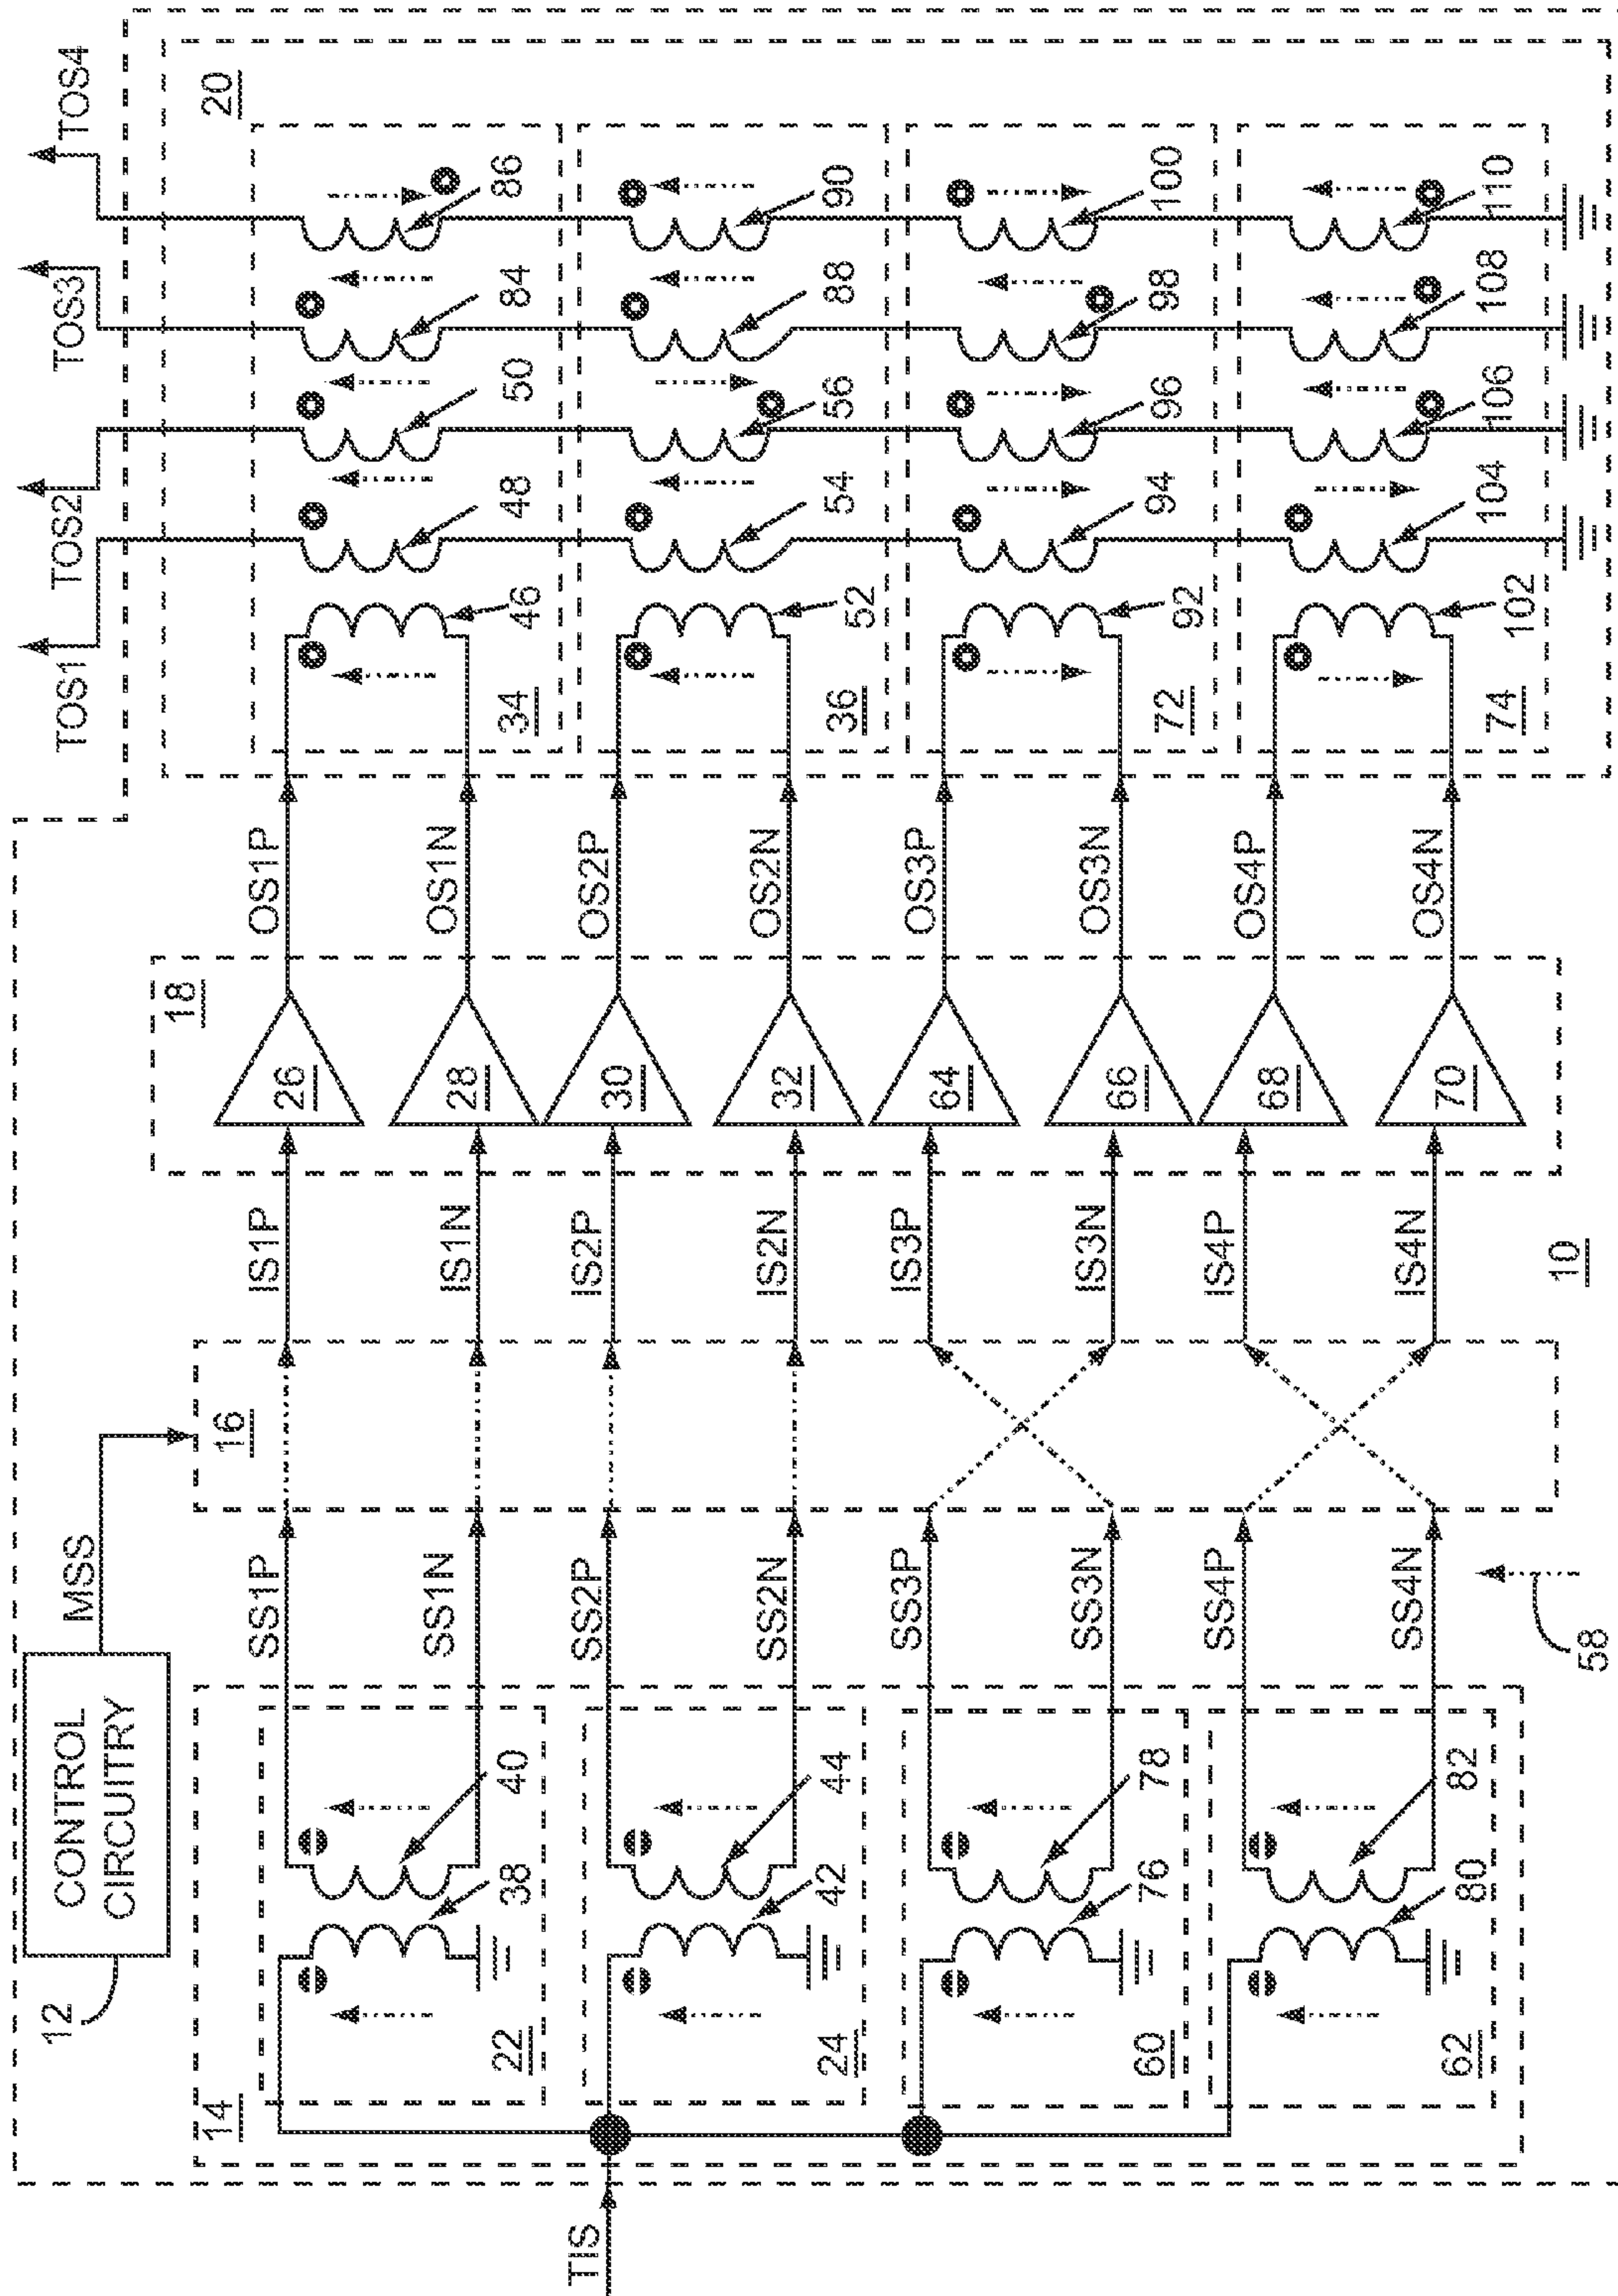 CONTROL
CIRCUITRY
12
MSS
TIS
14
22
38
40
24
42
44
60
76
78
62
80
82
SS1P
SS1N
SS2P
SS2N
SS3P
SS3N
SS4P
SS4N
58
16
IS1P
IS1N
IS2P
IS2N
IS3P
IS3N
IS4P
IS4N
10
18
26
28
30
32
64
66
68
70
OS1P
OS1N
OS2P
OS2N
OS3P
OS3N
OS4P
OS4N
TOS1
TOS2
TOS3
TOS4
20
34
46
48
50
84
86
36
52
54
56
88
90
72
92
94
96
98
100
74
102
104
106
108
110